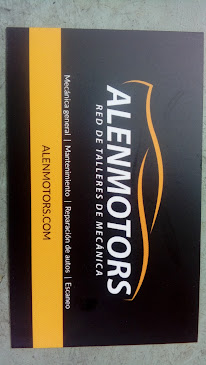 ALENMOTORS
RED DE TALLERES DE MECÁNICA
Mecánica general | Mantenimiento | Reparación de autos | Escaneo
ALENMOTORS.COM